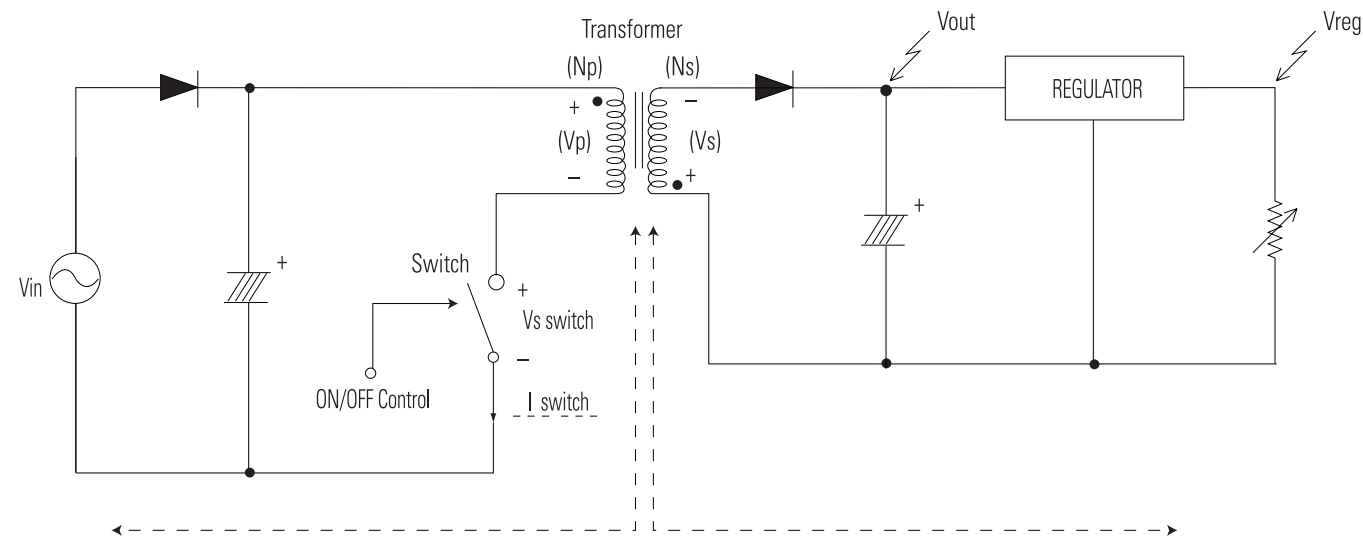 Transformer
Vout
Vreg
(Np)
(Ns)
REGULATOR
+
–
(Vp)
(Vs)
–
+
+
Switch
+
Vin
+
Vs switch
–
ON/OFF Control
I switch